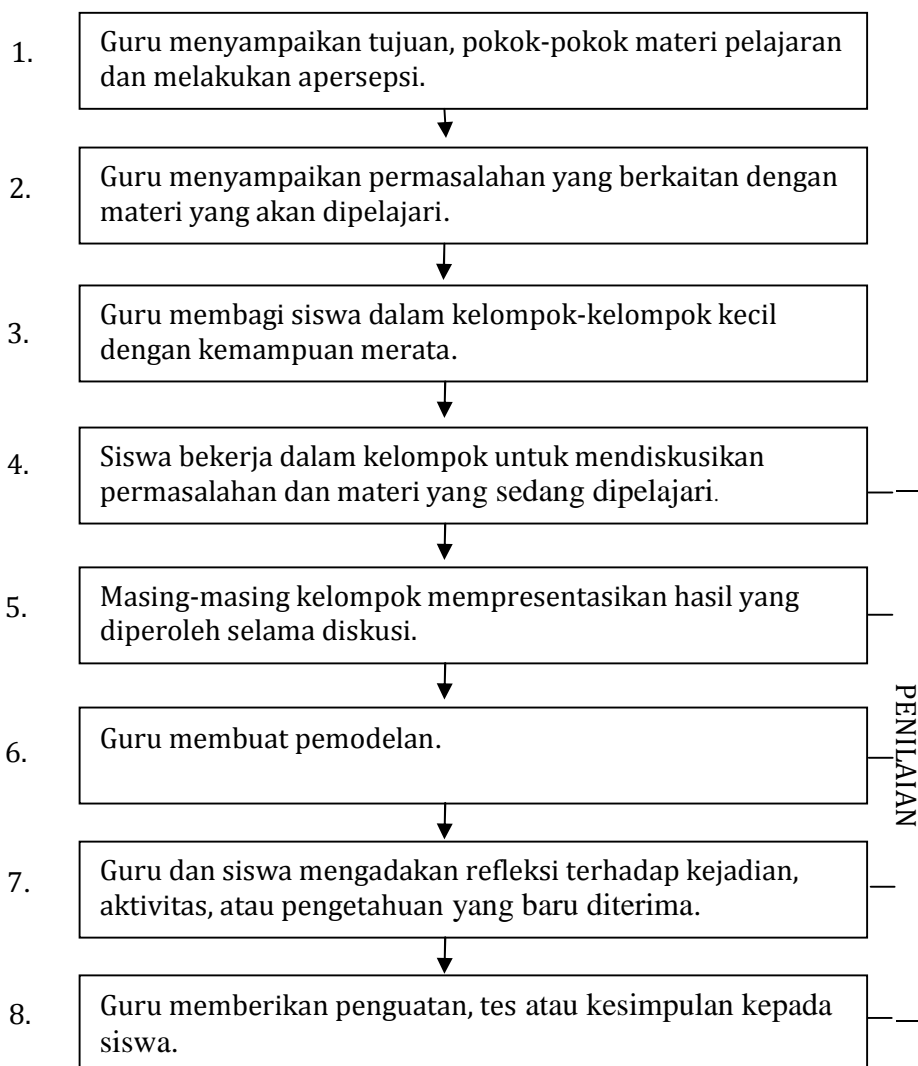 1. Guru menyampaikan tujuan, pokok-pokok materi pelajaran
dan melakukan apersepsi.
2. Guru menyampaikan permasalahan yang berkaitan dengan
materi yang akan dipelajari.
3. Guru membagi siswa dalam kelompok-kelompok kecil
dengan kemampuan merata.
4. Siswa bekerja dalam kelompok untuk mendiskusikan
permasalahan dan materi yang sedang dipelajari.
5. Masing-masing kelompok mempresentasikan hasil yang
diperoleh selama diskusi.
6. Guru membuat pemodelan.
7. Guru dan siswa mengadakan refleksi terhadap kejadian,
aktivitas, atau pengetahuan yang baru diterima.
8. Guru memberikan penguatan, tes atau kesimpulan kepada
siswa.
PENILAIAN